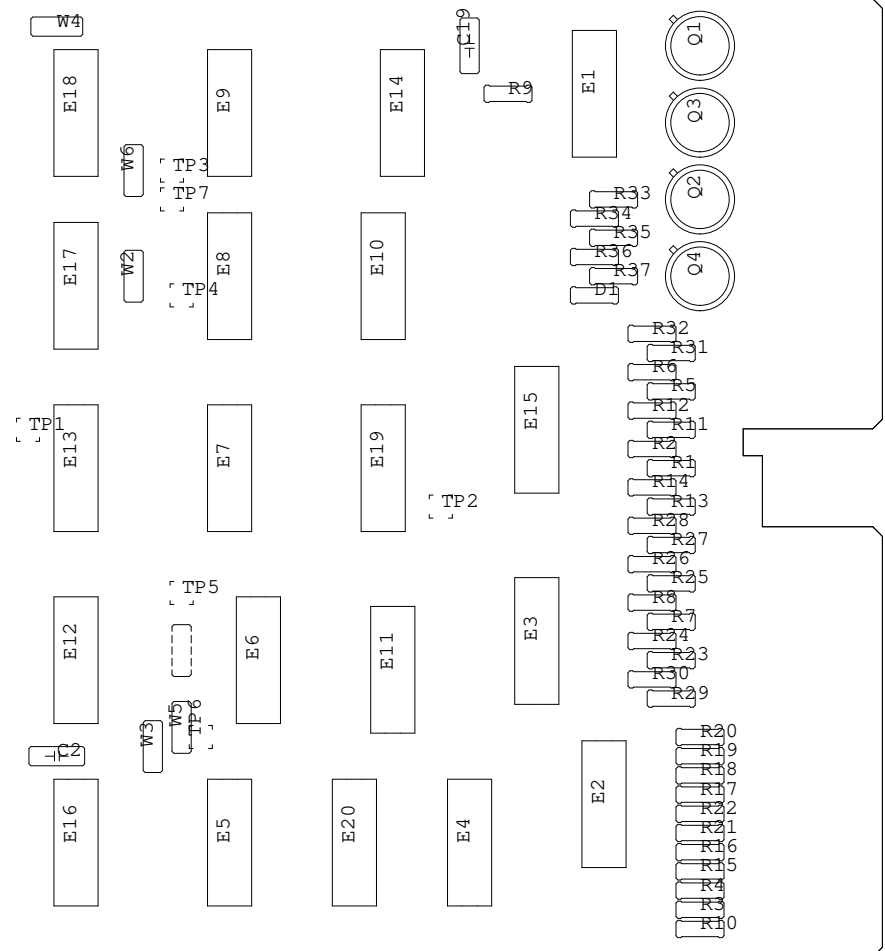 W4
C19
Q1
E18
E9
E14
R9
E1
Q3
W6
TP3
TP7
R33
Q2
R34
R35
E17
W2
E8
E10
R36
R37
Q4
TP4
D1
R32
R31
R6
R5
E15
R12
TP1
R11
E13
E7
E19
R2
R1
R14
TP2
R13
R28
R27
R26
TP5
R25
R8
E12
E6
E11
E3
R7
R24
R23
R30
R29
W5
TP6
W3
R20
C2
R19
R18
E2
R17
R22
E16
E5
E20
E4
R21
R16
R15
R4
R3
R10